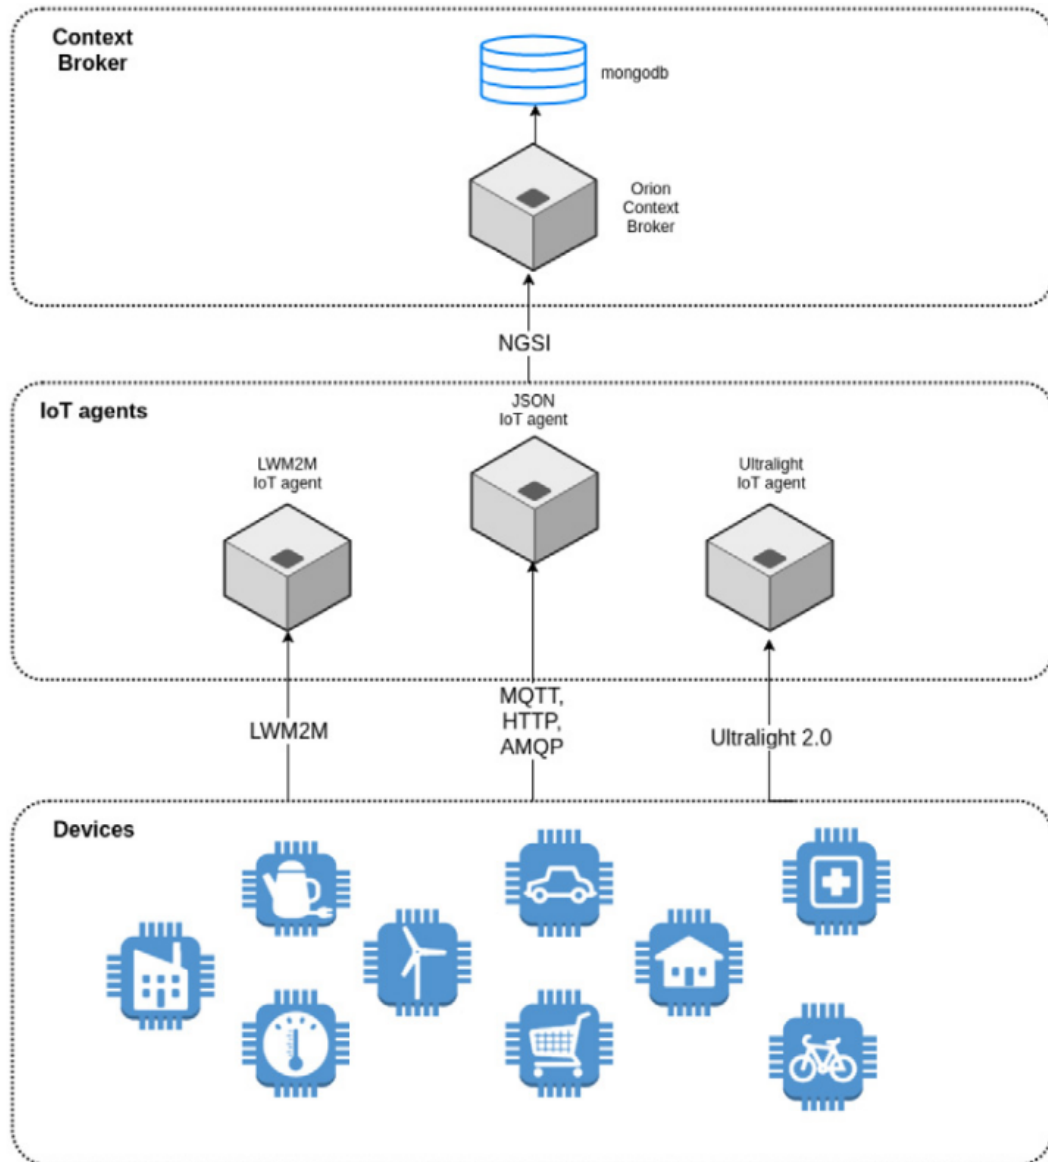 Context
Broker
mongodb
Orion
Context
Broker
NGSI
IoT agents
JSON
IoT agent
LWM2M
IoT agent
Ultralight
IoT agent
LWM2M
MQTT,
HTTP,
AMQP
Ultralight 2.0
Devices